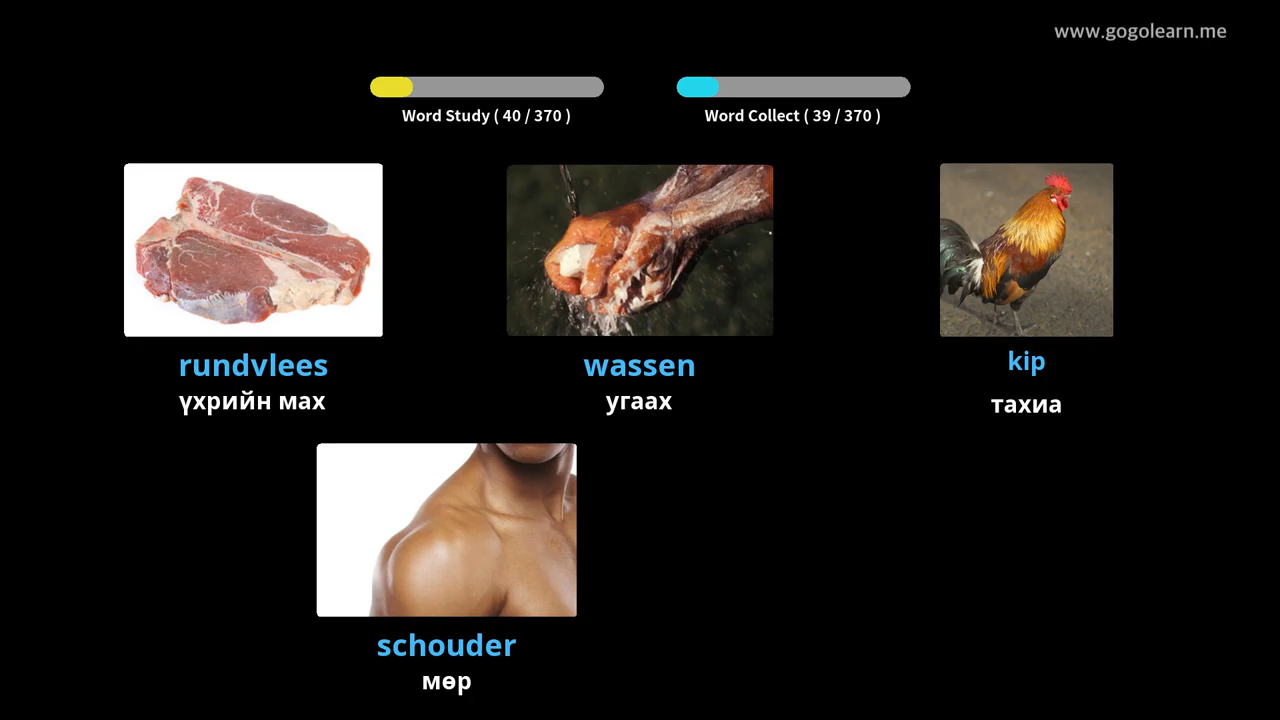 www.gogolearn.me
Word Study ( 40 / 370 )
Word Collect ( 39 / 370 )
rundvlees
үхрийн мах
wassen
угаах
kip
тахиа
schouder
мөр